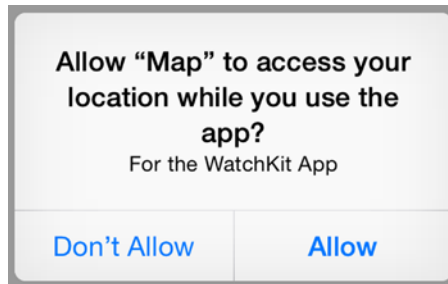 Allow “Map” to access your
location while you use the
app?
For the WatchKit App
Don’t Allow
Allow